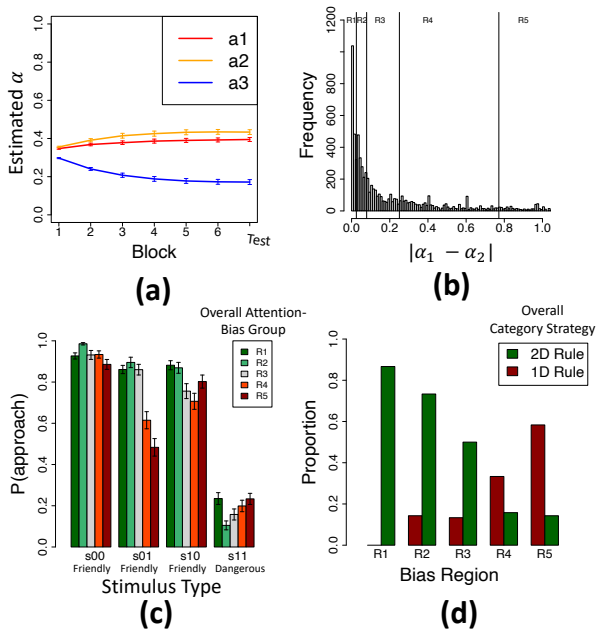 Estimated α
0.0 0.2 0.4 0.6 0.8 1.0
a1
a2
a3
1 2 3 4 5 6 Test
Block
(a)
R1 R2 R3 R4 R5
Frequency
0 200 600 1000
0.0 0.2 0.4 0.6 0.8 1.0
|α₁ − α₂|
(b)
Overall Attention-
Bias Group
R1
R2
R3
R4
R5
P(approach)
0.0 0.2 0.4 0.6 0.8 1.0
s00 s01 s10 s11
Friendly Friendly Friendly Dangerous
Stimulus Type
(c)
Overall
Category Strategy
2D Rule
1D Rule
Proportion
0.0 0.2 0.4 0.6 0.8 1.0
R1 R2 R3 R4 R5
Bias Region
(d)